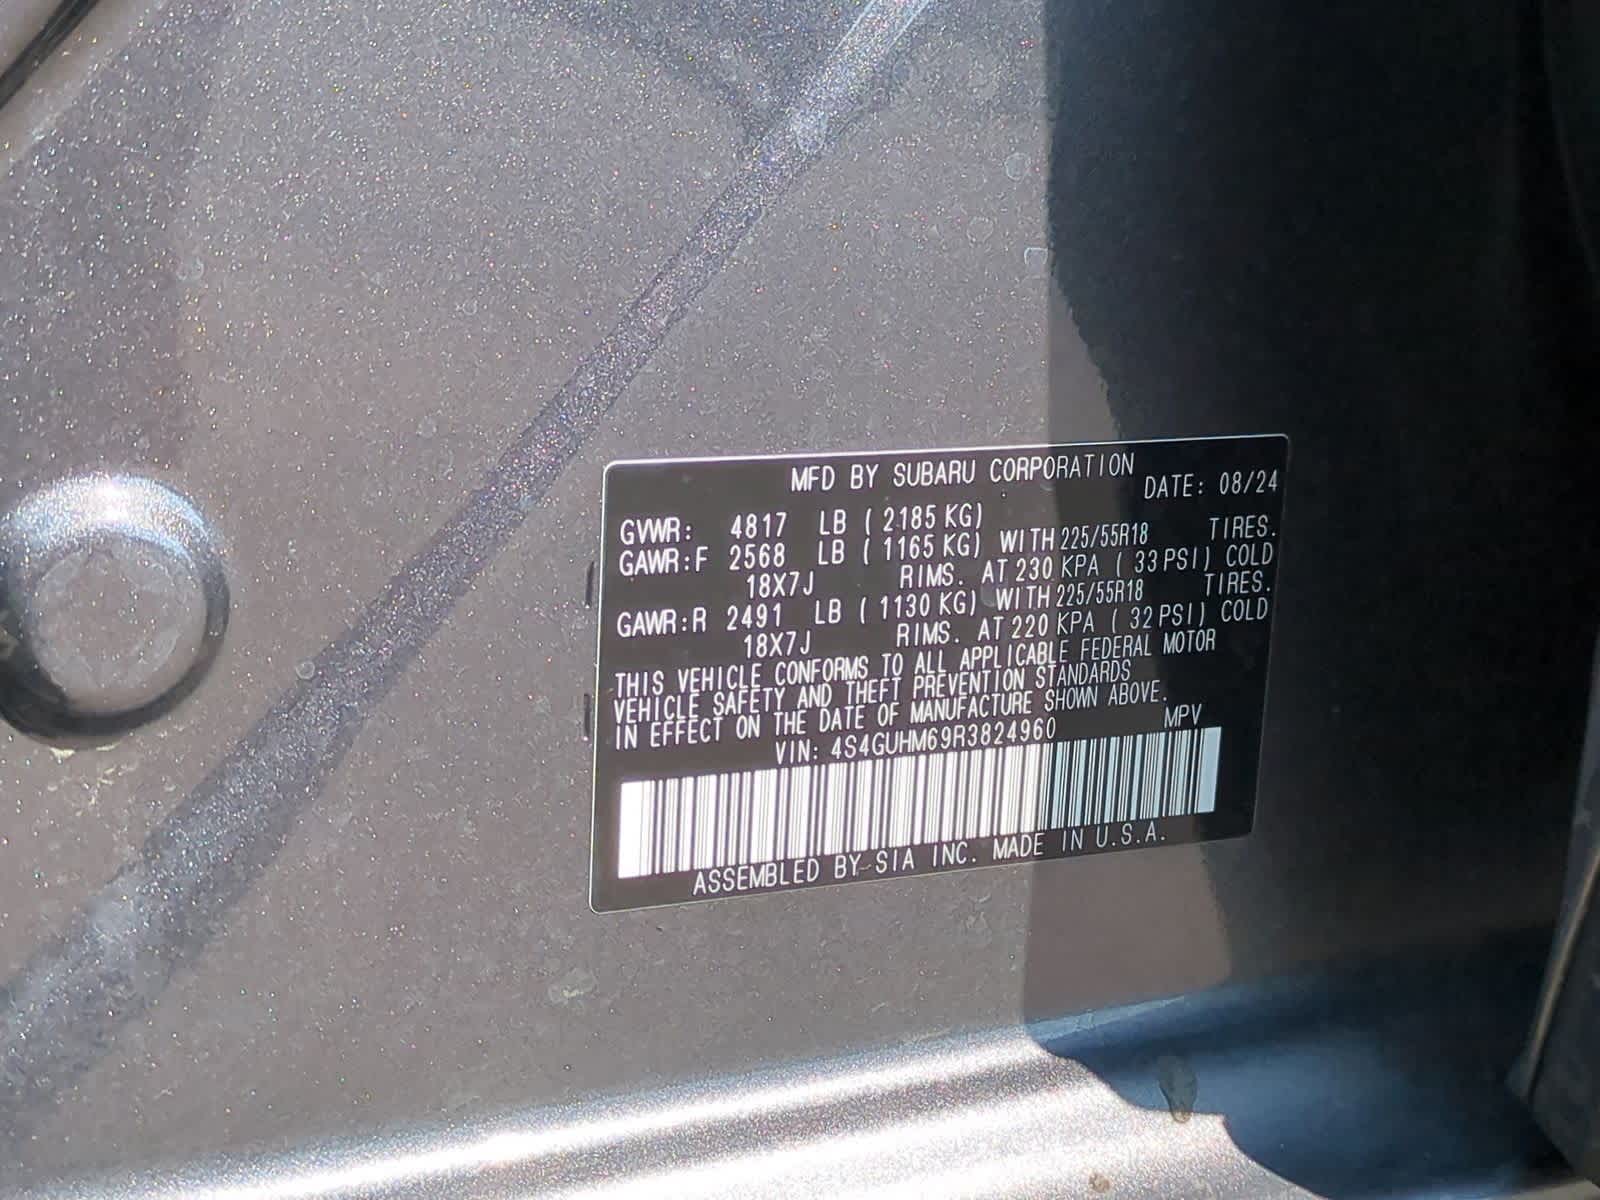 MFD BY SUBARU CORPORATION
DATE: 08/24
GVWR: 4817 LB ( 2185 KG)
GAWR:F 2568 LB ( 1165 KG) WITH 225/55R18 TIRES.
18X7J RIMS. AT 230 KPA ( 33 PSI) COLD
GAWR:R 2491 LB ( 1130 KG) WITH 225/55R18 TIRES.
18X7J RIMS. AT 220 KPA ( 32 PSI) COLD
THIS VEHICLE CONFORMS TO ALL APPLICABLE FEDERAL MOTOR
VEHICLE SAFETY AND THEFT PREVENTION STANDARDS
IN EFFECT ON THE DATE OF MANUFACTURE SHOWN ABOVE.
VIN: 4S4GUHM69R3824960 MPV
ASSEMBLED BY SIA INC. MADE IN U.S.A.